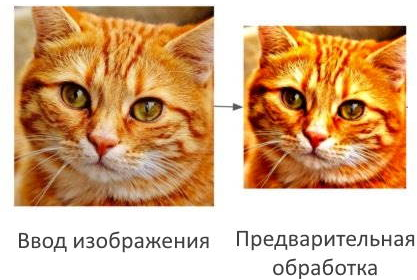 Ввод изображения
Предварительная
обработка